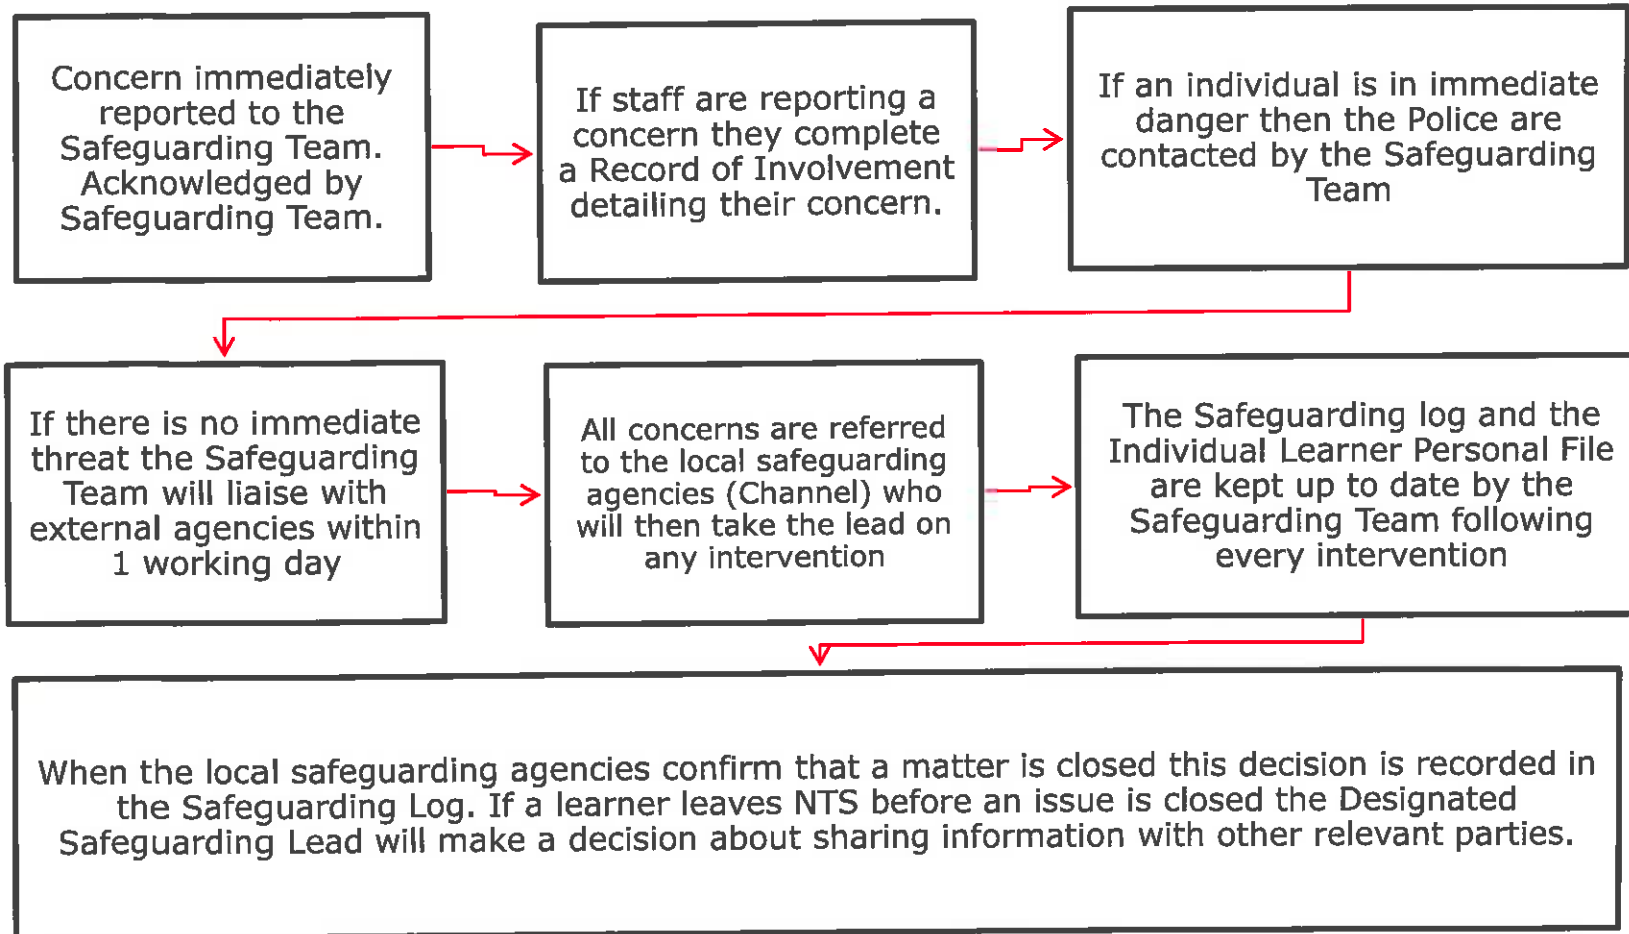 Concern immediately
reported to the
Safeguarding Team.
Acknowledged by
Safeguarding Team.
If staff are reporting a
concern they complete
a Record of Involvement
detailing their concern.
If an individual is in immediate
danger then the Police are
contacted by the Safeguarding
Team
If there is no immediate
threat the Safeguarding
Team will liaise with
external agencies within
1 working day
All concerns are referred
to the local safeguarding
agencies (Channel) who
will then take the lead on
any intervention
The Safeguarding log and the
Individual Learner Personal File
are kept up to date by the
Safeguarding Team following
every intervention
When the local safeguarding agencies confirm that a matter is closed this decision is recorded in
the Safeguarding Log. If a learner leaves NTS before an issue is closed the Designated
Safeguarding Lead will make a decision about sharing information with other relevant parties.